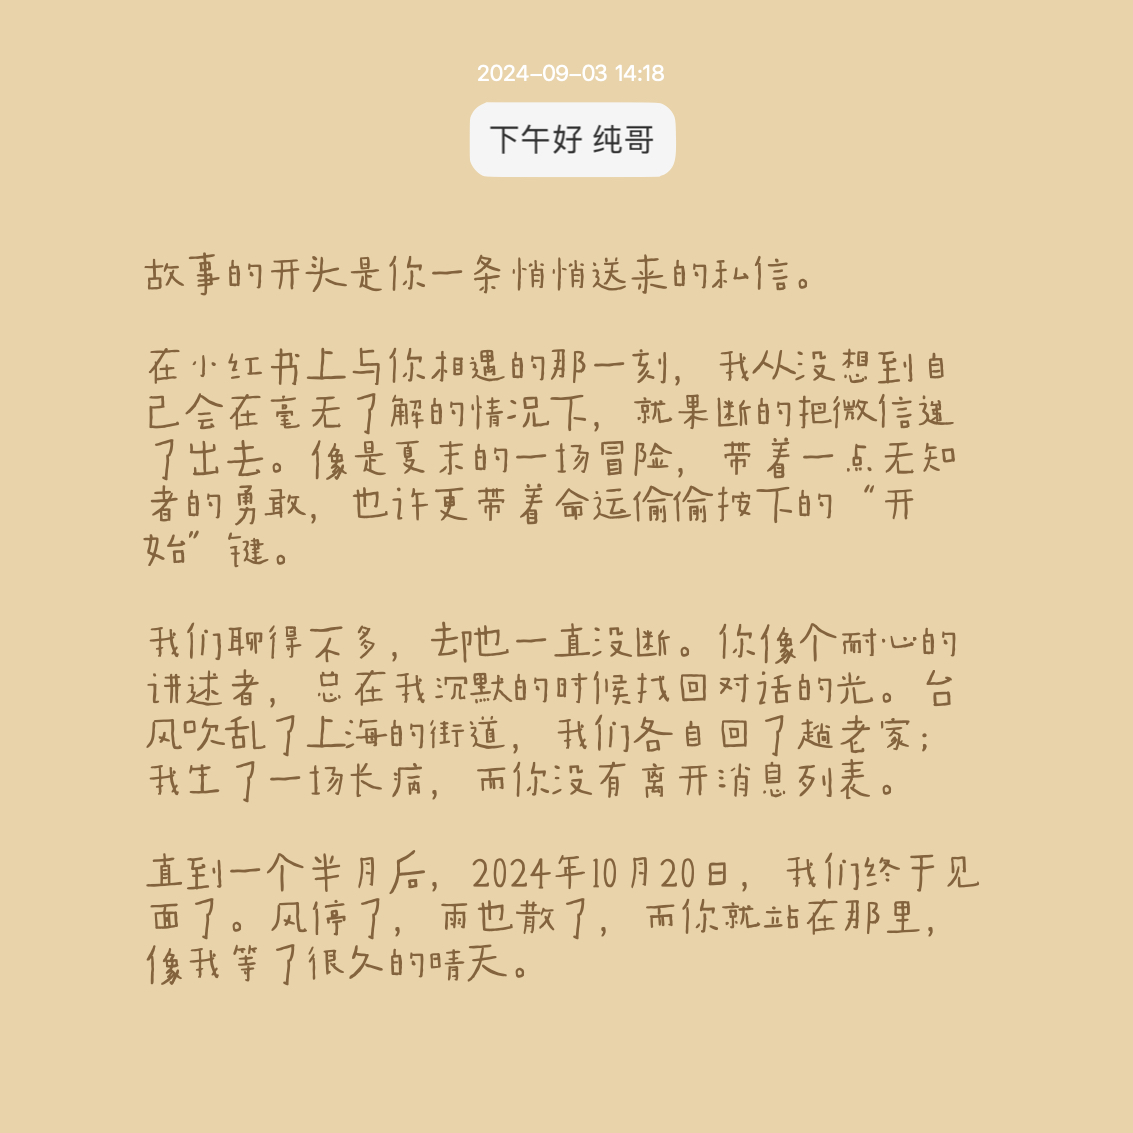 2024-09-03 14:18
下午好 纯哥
故事的开头是你一条悄悄送来的私信。
在小红书上与你相遇的那一刻，我从没想到自
己会在毫无了解的情况下，就果断的把微信递
了出去。像是夏末的一场冒险，带着一点无知
者的勇敢，也许更带着命运偷偷按下的“开
始”键。
我们聊得不多，却也一直没断。你像个耐心的
讲述者，总在我沉默的时候找回对话的光。台
风吹乱了上海的街道，我们各自回了趟老家；
我生了一场长病，而你没有离开消息列表。
直到一个半月后，2024年10月20日，我们终于见
面了。风停了，雨也散了，而你就站在那里，
像我等了很久的晴天。